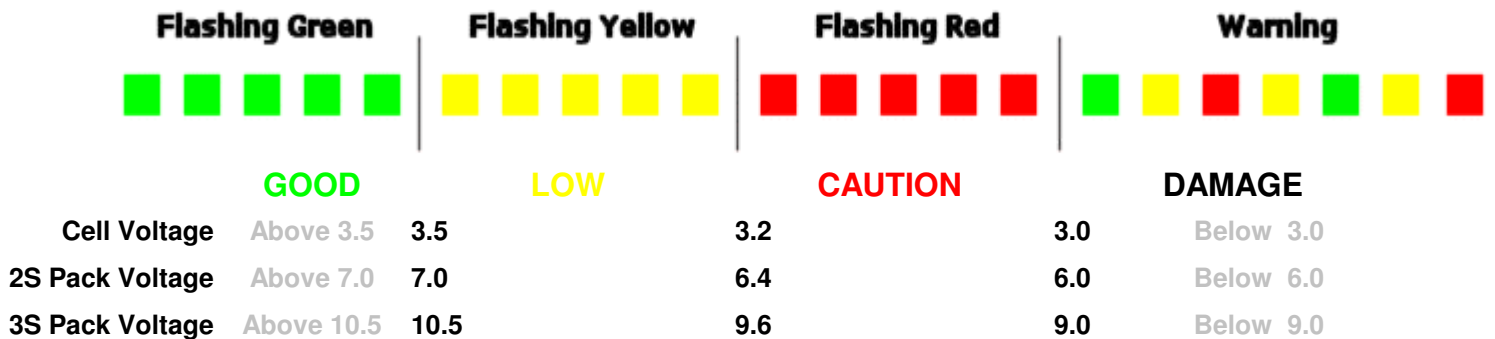 Flashing Green Flashing Yellow Flashing Red Warning
GOOD LOW CAUTION DAMAGE
Cell Voltage Above 3.5 3.5 3.2 3.0 Below 3.0
2S Pack Voltage Above 7.0 7.0 6.4 6.0 Below 6.0
3S Pack Voltage Above 10.5 10.5 9.6 9.0 Below 9.0